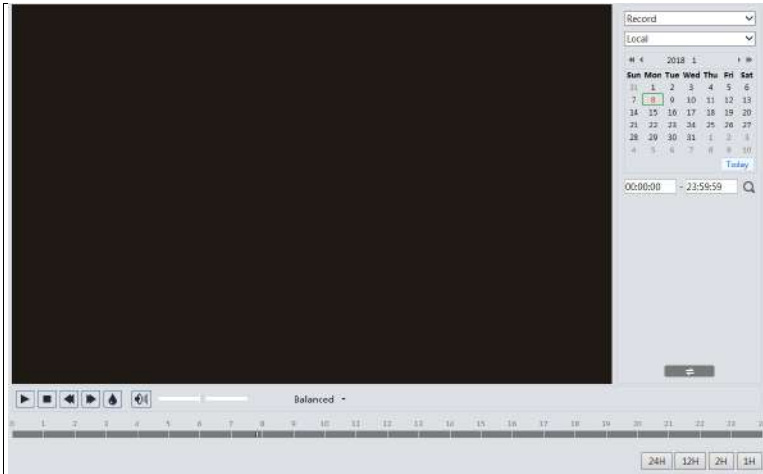 Record
Local
2018 1
Sun Mon Tue Wed Thu Fri Sat
31 1 2 3 4 5 6
7 8 9 10 11 12 13
14 15 16 17 18 19 20
21 22 23 24 25 26 27
28 29 30 31 1 2 3
4 5 6 7 8 9 10
Today
00:00:00 - 23:59:59
Balanced
0 1 2 3 4 5 6 7 8 9 10 11 12 13 14 15 16 17 18 19 20 21 22 23
24H 12H 2H 1H